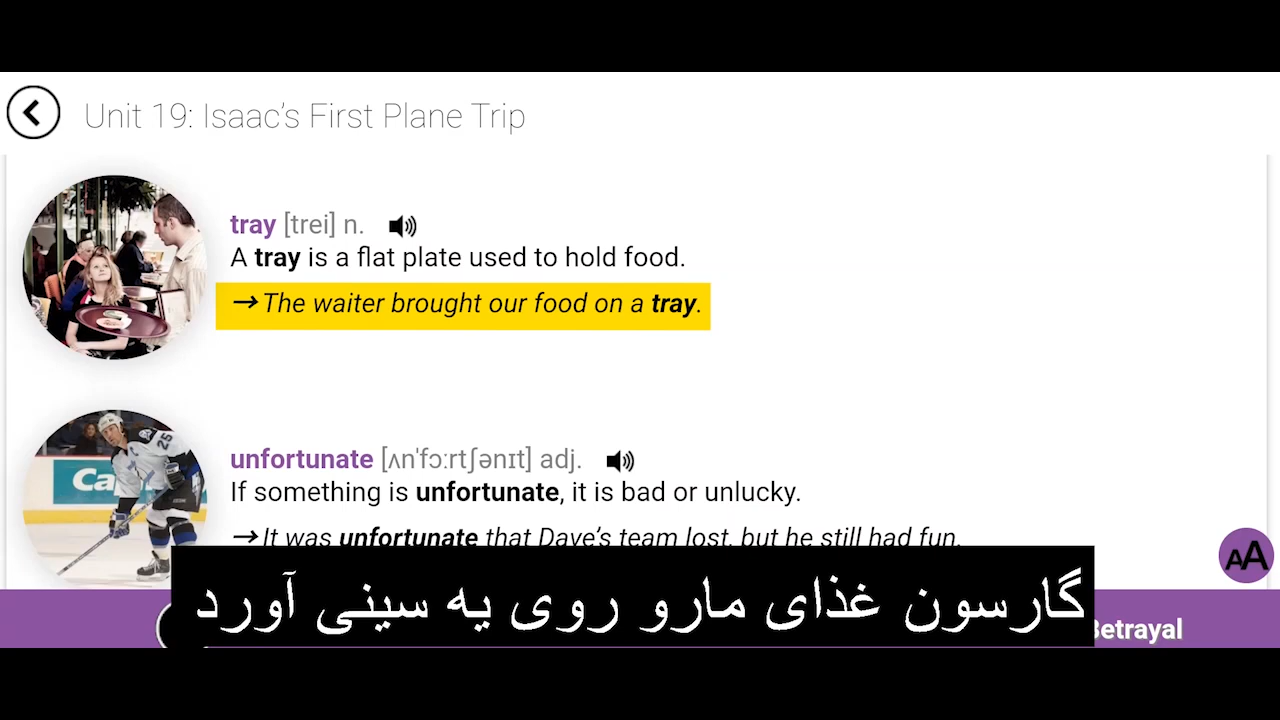 Unit 19: Isaac's First Plane Trip
tray [trei] n.
A tray is a flat plate used to hold food.
→ The waiter brought our food on a tray.
unfortunate [ʌnˈfɔːrtʃənɪt] adj.
If something is unfortunate, it is bad or unlucky.
→ It was unfortunate that Dave's team lost, but he still had fun.
AA
گارسون غذای مارو روی یه سینی آورد
Betrayal
25